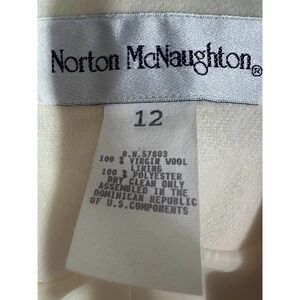 Norton McNaughton®
12
R.N.57803
100 % VIRGIN WOOL
LINING
100 % POLYESTER
DRY CLEAN ONLY
ASSEMBLED IN THE
DOMINICAN REPUBLIC
OF U.S.COMPONENTS